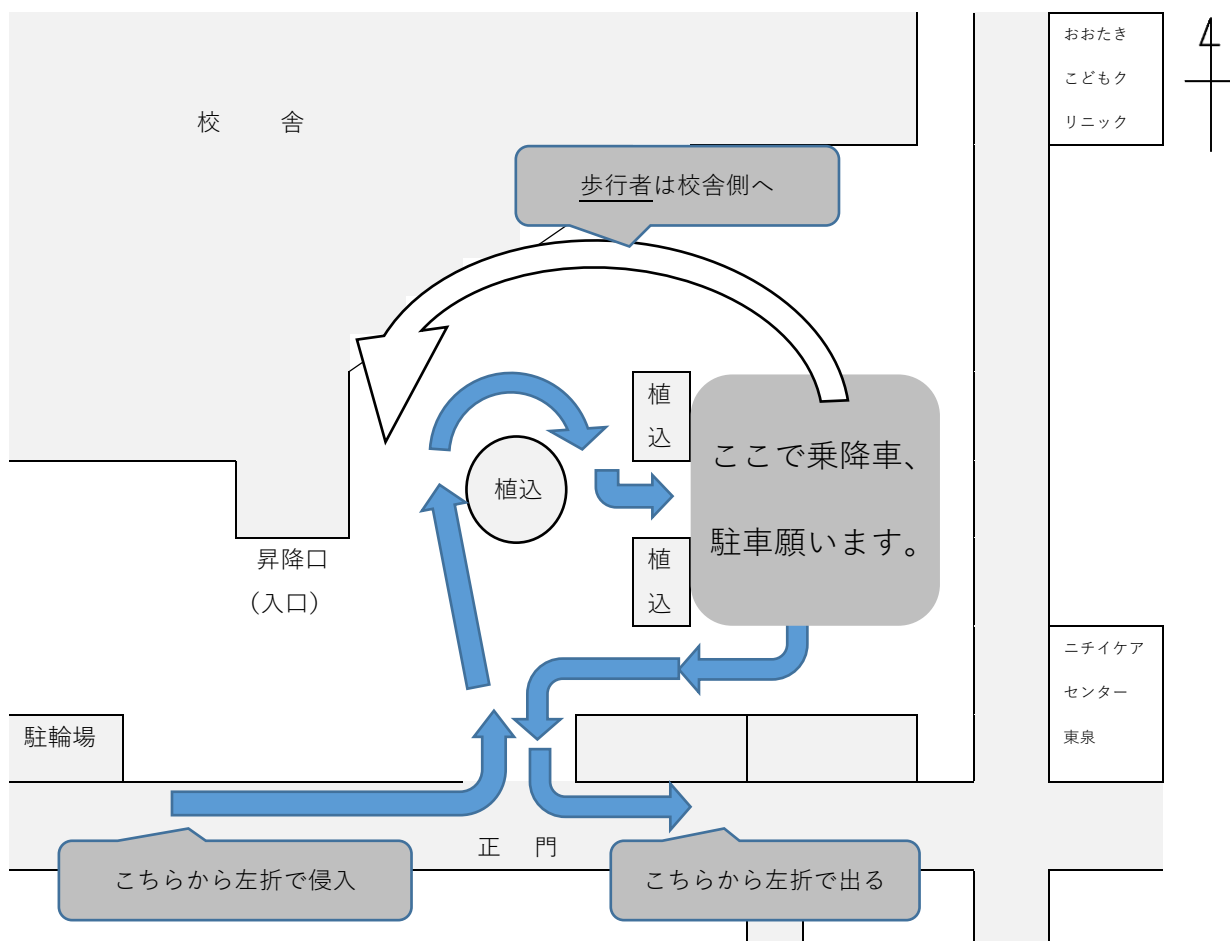 おおたき
こどもク
リニック
校　　舎
歩行者は校舎側へ
植
込
ここで乗降車、
駐車願います。
植込
植
込
昇降口
（入口）
ニチイケア
センター
東泉
駐輪場
正　門
こちらから左折で侵入
こちらから左折で出る